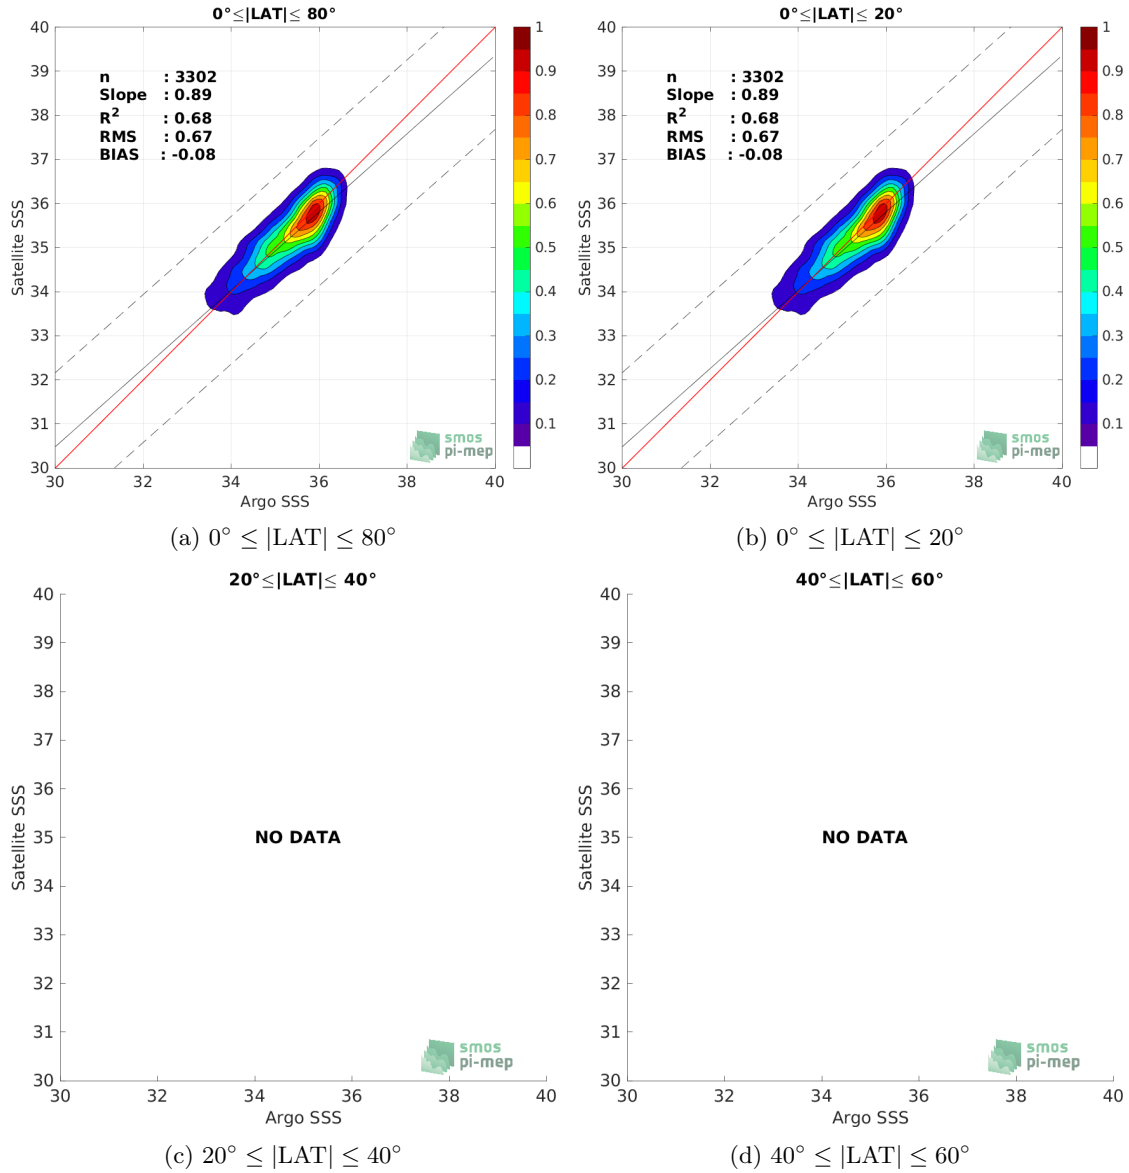 0°≤|LAT|≤ 80°
40
39
38
37
36
35
34
33
32
31
30
Satellite SSS
n : 3302
Slope : 0.89
R² : 0.68
RMS : 0.67
BIAS : -0.08
smos
pi-mep
30 32 34 36 38 40
Argo SSS
1
0.9
0.8
0.7
0.6
0.5
0.4
0.3
0.2
0.1
(a) 0° ≤ |LAT| ≤ 80°
0°≤|LAT|≤ 20°
40
39
38
37
36
35
34
33
32
31
30
Satellite SSS
n : 3302
Slope : 0.89
R² : 0.68
RMS : 0.67
BIAS : -0.08
smos
pi-mep
30 32 34 36 38 40
Argo SSS
1
0.9
0.8
0.7
0.6
0.5
0.4
0.3
0.2
0.1
(b) 0° ≤ |LAT| ≤ 20°
20°≤|LAT|≤ 40°
40
39
38
37
36
35
34
33
32
31
30
Satellite SSS
NO DATA
smos
pi-mep
30 32 34 36 38 40
Argo SSS
(c) 20° ≤ |LAT| ≤ 40°
40°≤|LAT|≤ 60°
40
39
38
37
36
35
34
33
32
31
30
Satellite SSS
NO DATA
smos
pi-mep
30 32 34 36 38 40
Argo SSS
(d) 40° ≤ |LAT| ≤ 60°